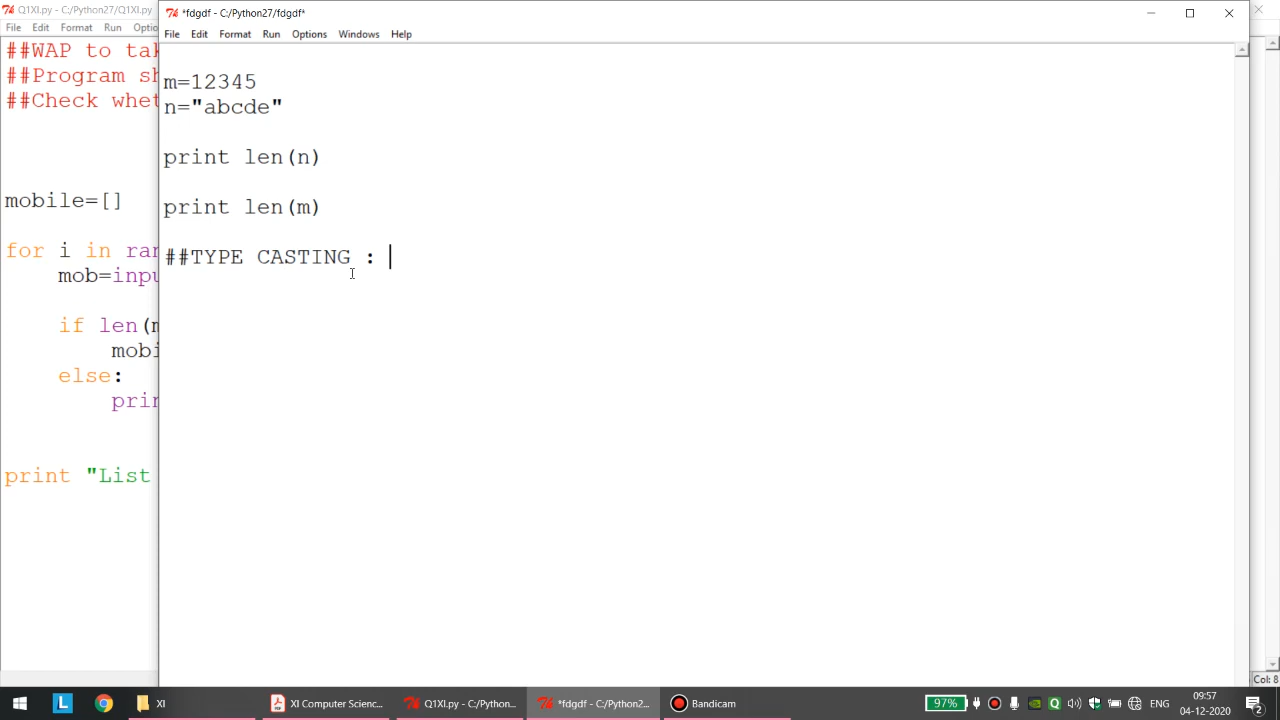 Q1XI.py - C:/Python27/Q1XI.py
File Edit Format Run Optio
##WAP to tak
##Program sh
##Check whet
mobile=[]
for i in ran
mob=inpu
if len(m
mobi
else:
prin
print "List
*fdgdf - C:/Python27/fdgdf*
File Edit Format Run Options Windows Help
m=12345
n="abcde"
print len(n)
print len(m)
##TYPE CASTING :
Col: 8
L XI XI Computer Scienc... Q1XI.py - C:/Python... *fdgdf - C:/Python2... Bandicam 97% ENG 09:57
04-12-2020
2